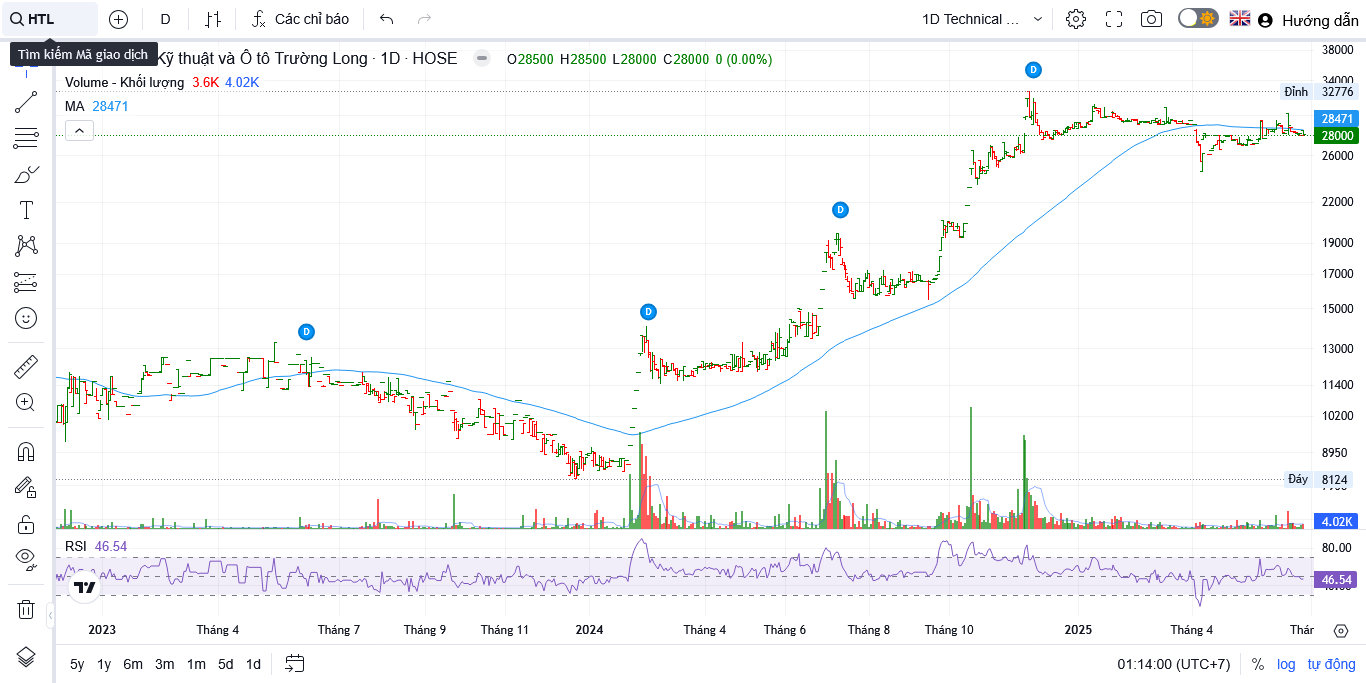 HTL
D
Các chỉ báo
1D Technical ...
Hướng dẫn
Tìm kiếm Mã giao dịch
Kỹ thuật và Ô tô Trường Long · 1D · HOSE
O28500 H28500 L28000 C28000 0 (0.00%)
Volume - Khối lượng 3.6K 4.02K
MA 28471
38000
34000
Đỉnh 32776
28471
28000
26000
22000
19000
17000
15000
13000
11400
10200
8950
Đáy 8124
4.02K
D
D
D
D
RSI 46.54
80.00
46.54
2023
Tháng 4
Tháng 7
Tháng 9
Tháng 11
2024
Tháng 4
Tháng 6
Tháng 8
Tháng 10
2025
Tháng 4
Thár
5y 1y 6m 3m 1m 5d 1d
01:14:00 (UTC+7)
% log tự động